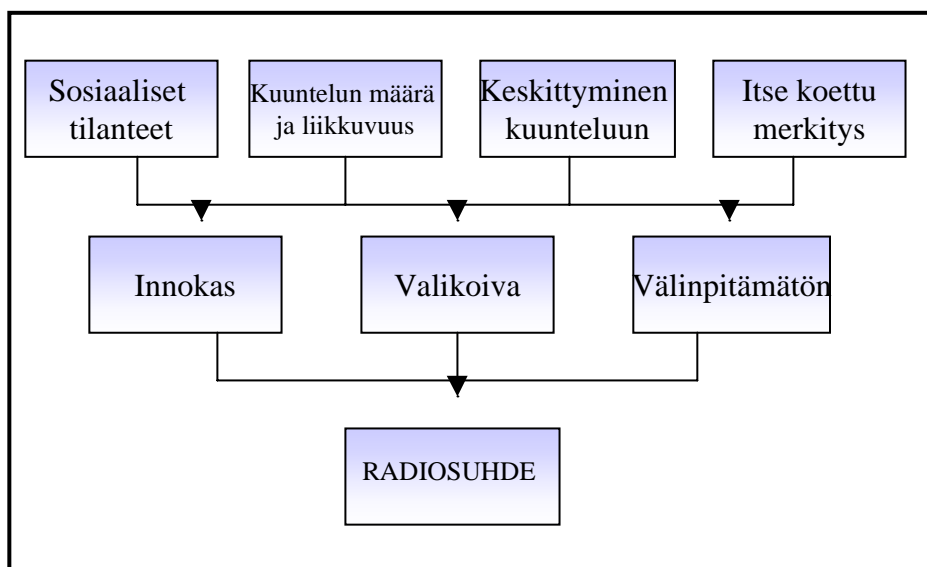 Sosiaaliset
tilanteet
Kuuntelun määrä
ja liikkuvuus
Keskittyminen
kuunteluun
Itse koettu
merkitys
Innokas
Valikoiva
Välinpitämätön
RADIOSUHDE